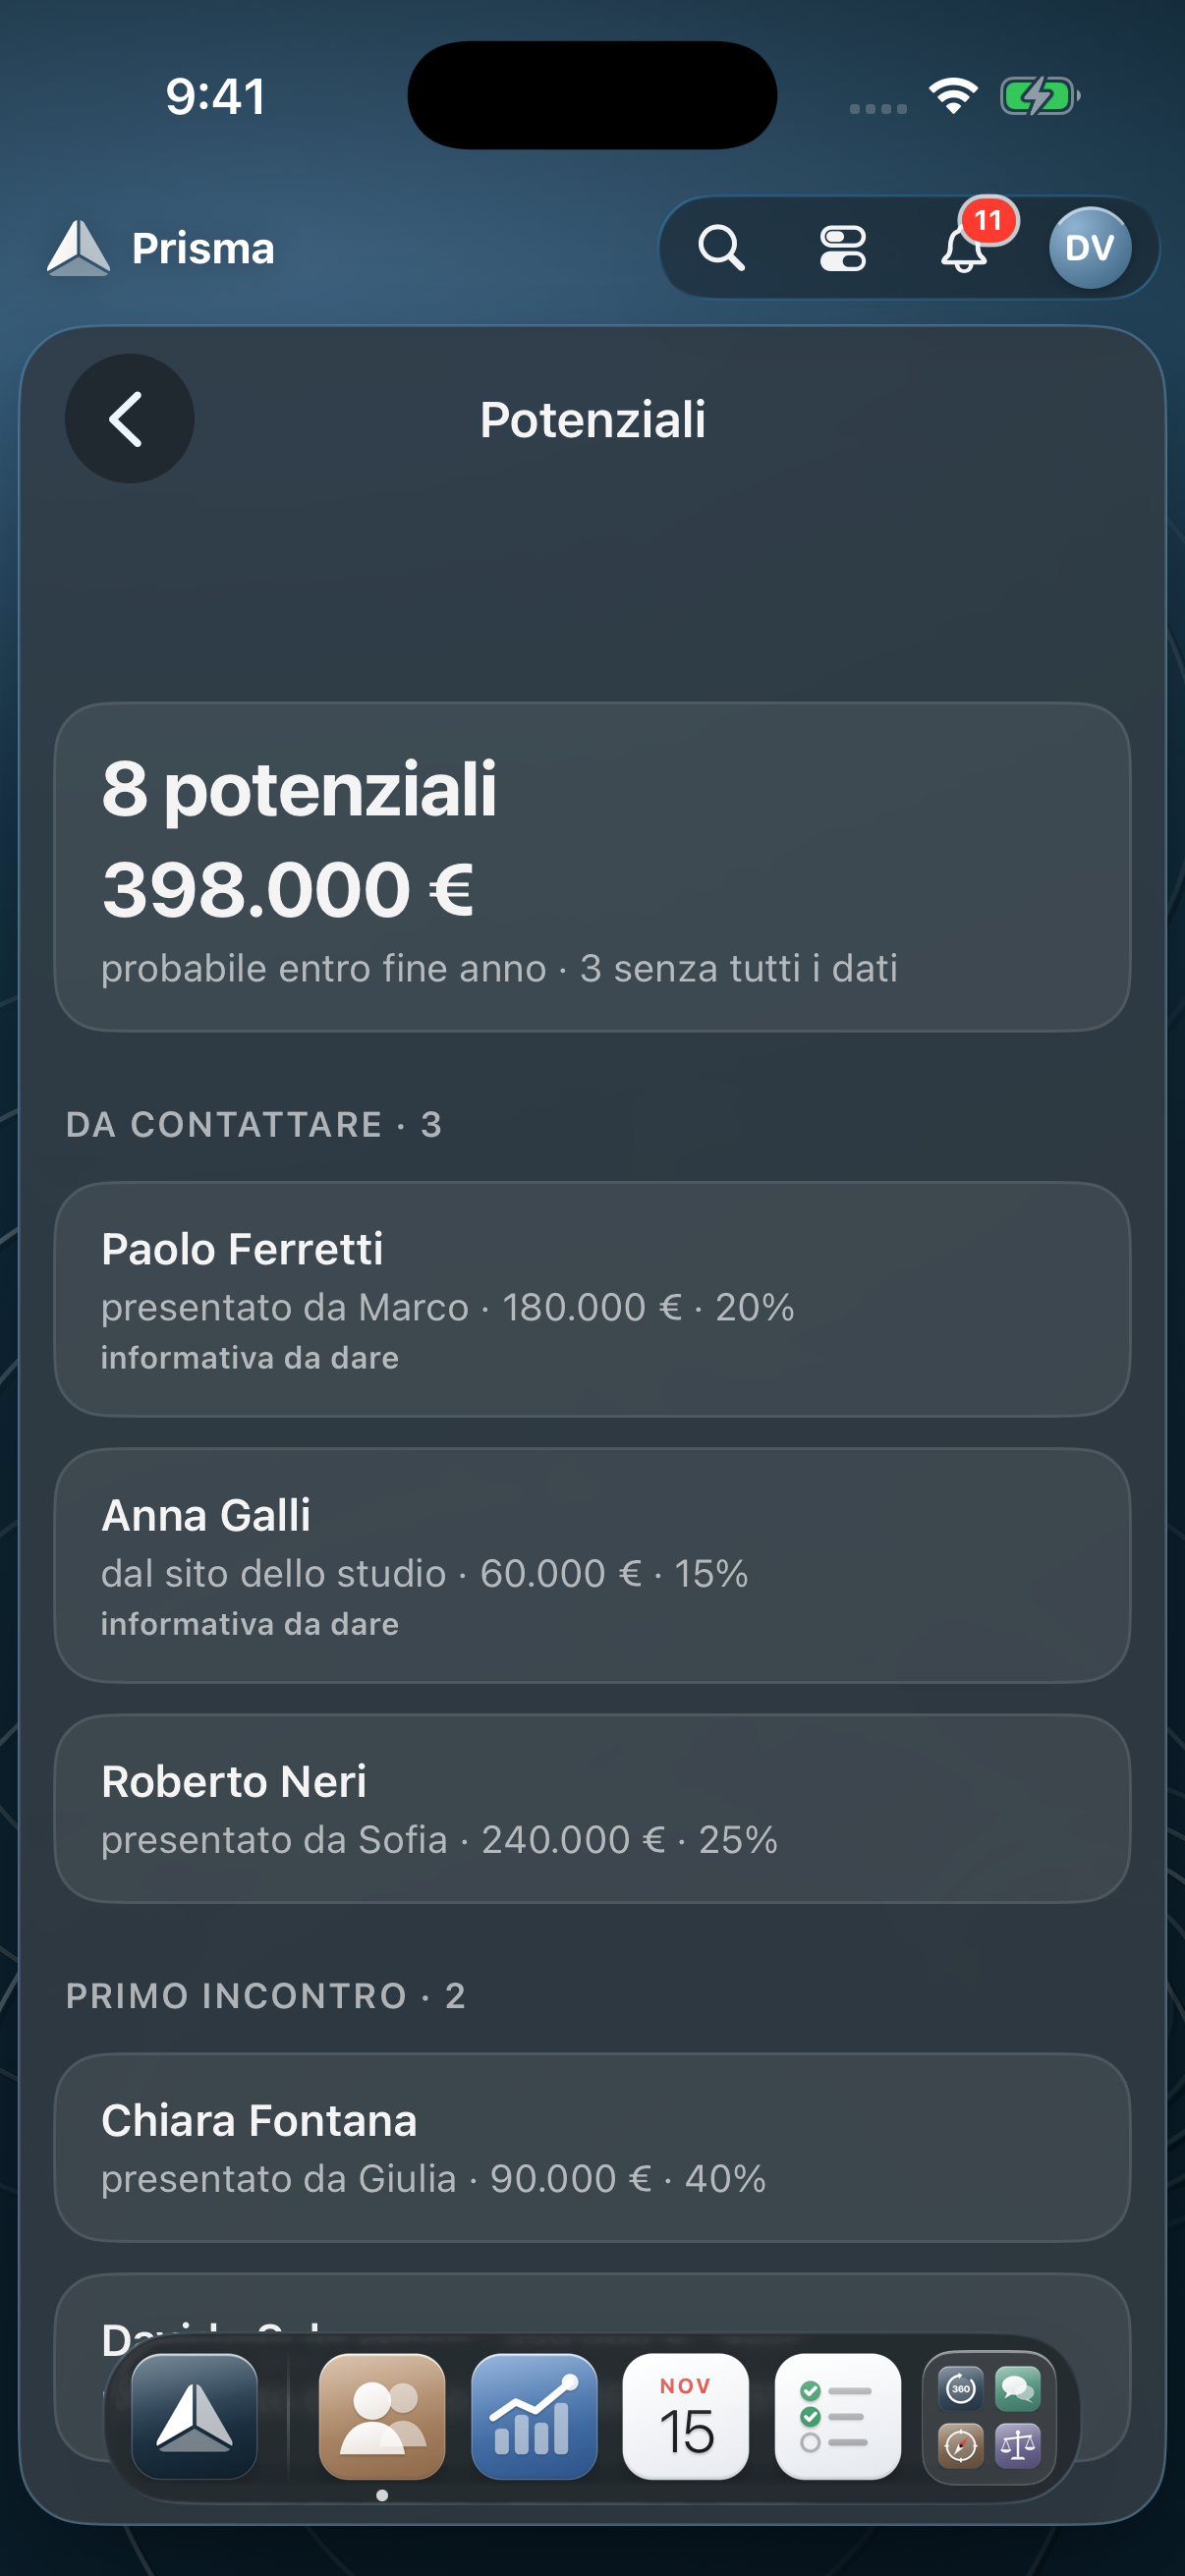 9:41
Prisma
11
DV
Potenziali
8 potenziali
398.000 €
probabile entro fine anno · 3 senza tutti i dati
DA CONTATTARE · 3
Paolo Ferretti
presentato da Marco · 180.000 € · 20%
informativa da dare
Anna Galli
dal sito dello studio · 60.000 € · 15%
informativa da dare
Roberto Neri
presentato da Sofia · 240.000 € · 25%
PRIMO INCONTRO · 2
Chiara Fontana
presentato da Giulia · 90.000 € · 40%
NOV
15
360